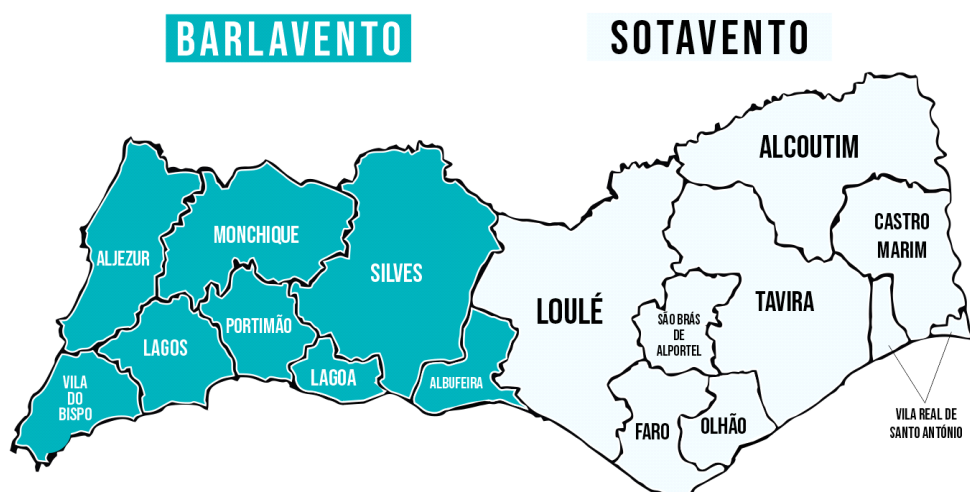 BARLAVENTO
SOTAVENTO
ALCOUTIM
CASTRO
MARIM
MONCHIQUE
ALJEZUR
SILVES
LOULÉ
TAVIRA
SÃO BRÁS
DE
ALPORTEL
PORTIMÃO
LAGOS
LAGOA
ALBUFEIRA
VILA
DO
BISPO
FARO
OLHÃO
VILA REAL DE
SANTO ANTÓNIO